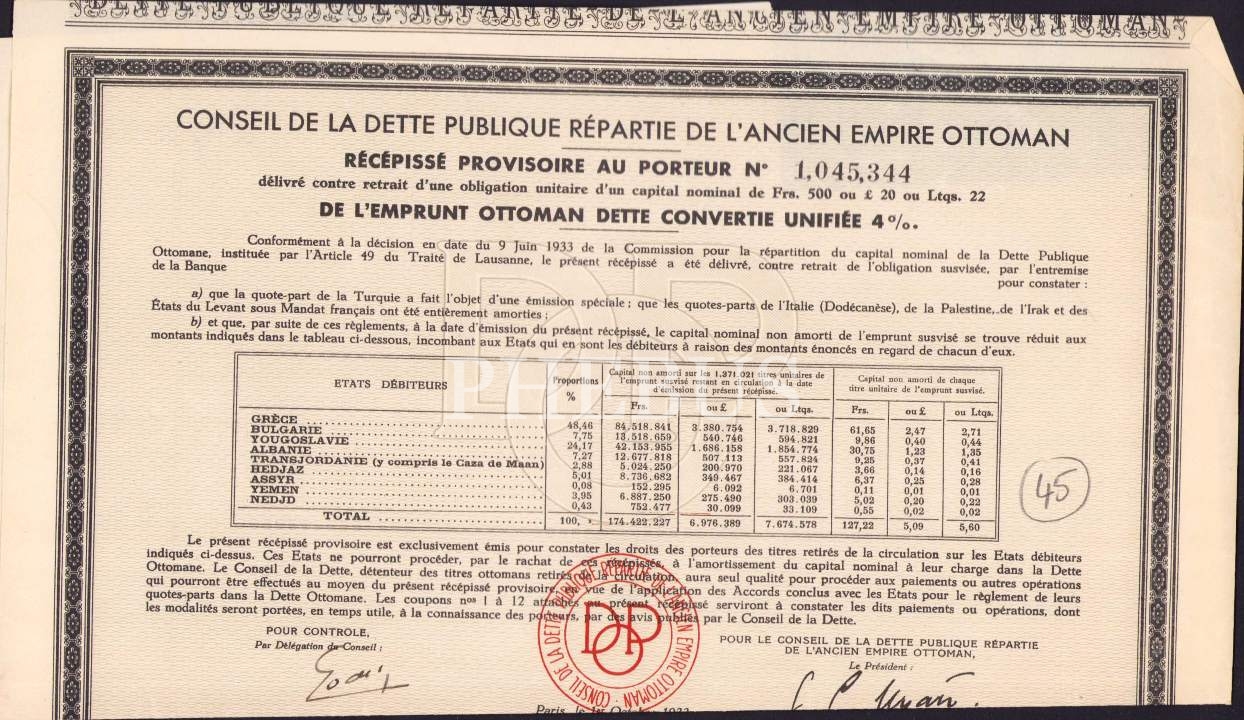 DETTE PUBLIQUE RÉPARTIE DE L'ANCIEN EMPIRE OTTOMAN
CONSEIL DE LA DETTE PUBLIQUE RÉPARTIE DE L'ANCIEN EMPIRE OTTOMAN
RÉCÉPISSÉ PROVISOIRE AU PORTEUR N° 1,045,344
délivré contre retrait d'une obligation unitaire d'un capital nominal de Frs. 500 ou £ 20 ou Ltqs. 22
DE L'EMPRUNT OTTOMAN DETTE CONVERTIE UNIFIÉE 4%.
Conformément à la décision en date du 9 Juin 1933 de la Commission pour la répartition du capital nominal de la Dette Publique
Ottomane, instituée par l'Article 49 du Traité de Lausanne, le présent récépissé a été délivré, contre retrait de l'obligation susvisée, par l'entremise
de la Banque pour constater :
a) que la quote-part de la Turquie a fait l'objet d'une émission spéciale ; que les quotes-parts de l'Italie (Dodécanèse), de la Palestine, de l'Irak et des
États du Levant sous Mandat français ont été entièrement amorties ;
b) et que, par suite de ces règlements, à la date d'émission du présent récépissé, le capital nominal non amorti de l'emprunt susvisé se trouve réduit aux
montants indiqués dans le tableau ci-dessous, incombant aux Etats qui en sont les débiteurs à raison des montants énoncés en regard de chacun d'eux.
ETATS DÉBITEURS
Proportions
%
Capital non amorti sur les 1.371.021 titres unitaires de
l'emprunt susvisé restant en circulation à la date
d'émission du présent récépissé.
Capital non amorti de chaque
titre unitaire de l'emprunt susvisé.
Frs. ou £ ou Ltqs. Frs. ou £ ou Ltqs.
GRÈCE 48,46 84.518.841 3.380.754 3.718.829 61,65 2,47 2,71
BULGARIE 7,75 13.518.659 540.746 594.821 9,86 0,40 0,44
YOUGOSLAVIE 24,17 42.153.955 1.686.158 1.854.774 30,75 1,23 1,35
ALBANIE 7,27 12.677.818 507.113 557.824 9,25 0,37 0,41
TRANSJORDANIE (y compris le Caza de Maan) 2,88 5.024.250 200.970 221.067 3,66 0,14 0,16
HEDJAZ 5,01 8.736.682 349.467 384.414 6,37 0,25 0,28
ASSYR 0,08 152.295 6.092 6.701 0,11 0,01 0,01
YEMEN 3,95 6.887.250 275.490 303.039 5,02 0,20 0,22
NEDJD 0,43 752.477 30.099 33.109 0,55 0,02 0,02
TOTAL 100, » 174.422.227 6.976.389 7.674.578 127,22 5,09 5,60
45
PHEBUS
Le présent récépissé provisoire est exclusivement émis pour constater les droits des porteurs des titres retirés de la circulation sur les Etats débiteurs
indiqués ci-dessus. Ces Etats ne pourront procéder, par le rachat de ces récépissés, à l'amortissement du capital nominal à leur charge dans la Dette
Ottomane. Le Conseil de la Dette, détenteur des titres ottomans retirés de la circulation, aura seul qualité pour procéder aux paiements ou autres opérations
qui pourront être effectués au moyen du présent récépissé provisoire, en vue de l'application des Accords conclus avec les Etats pour le règlement de leurs
quotes-parts dans la Dette Ottomane. Les coupons nos 1 à 12 attachés au présent récépissé serviront à constater les dits paiements ou opérations, dont
les modalités seront portées, en temps utile, à la connaissance des porteurs, par des avis publiés par le Conseil de la Dette.
POUR CONTROLE,
Par Délégation du Conseil :
CONSEIL DE LA DETTE PUBLIQUE RÉPARTIE DE L'ANCIEN EMPIRE OTTOMAN
DOP
POUR LE CONSEIL DE LA DETTE PUBLIQUE RÉPARTIE
DE L'ANCIEN EMPIRE OTTOMAN,
Le Président :
Paris, le 1er Octobre 1933